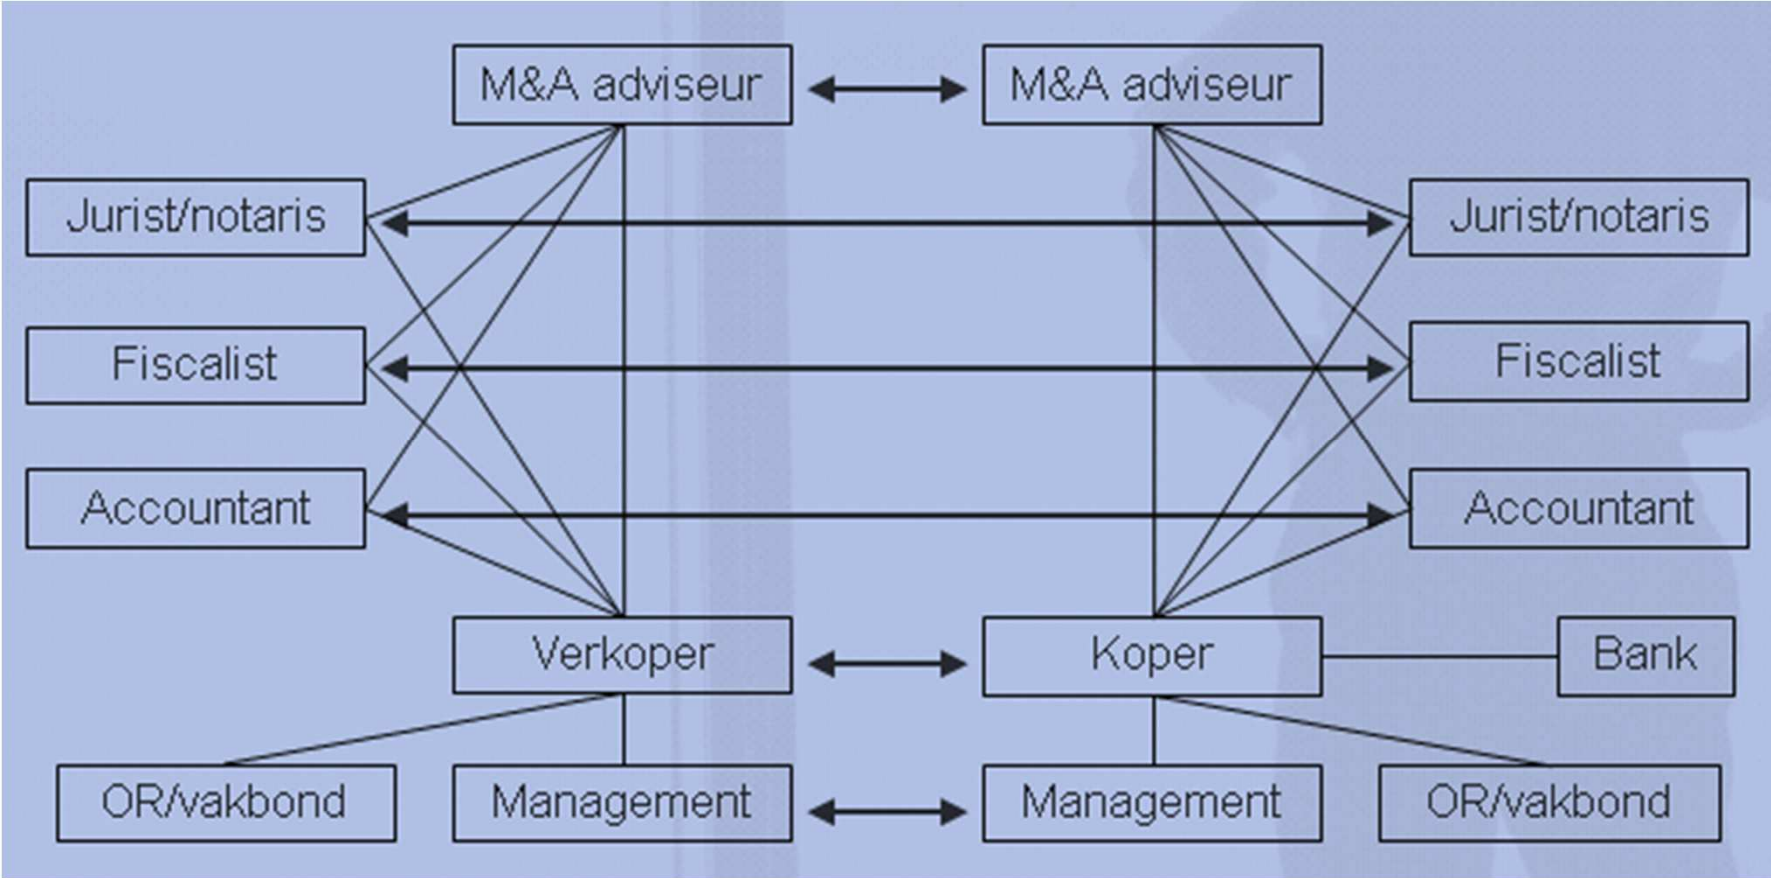 M&A adviseur
M&A adviseur
Jurist/notaris
Jurist/notaris
Fiscalist
Fiscalist
Accountant
Accountant
Verkoper
Koper
Bank
OR/vakbond
Management
Management
OR/vakbond